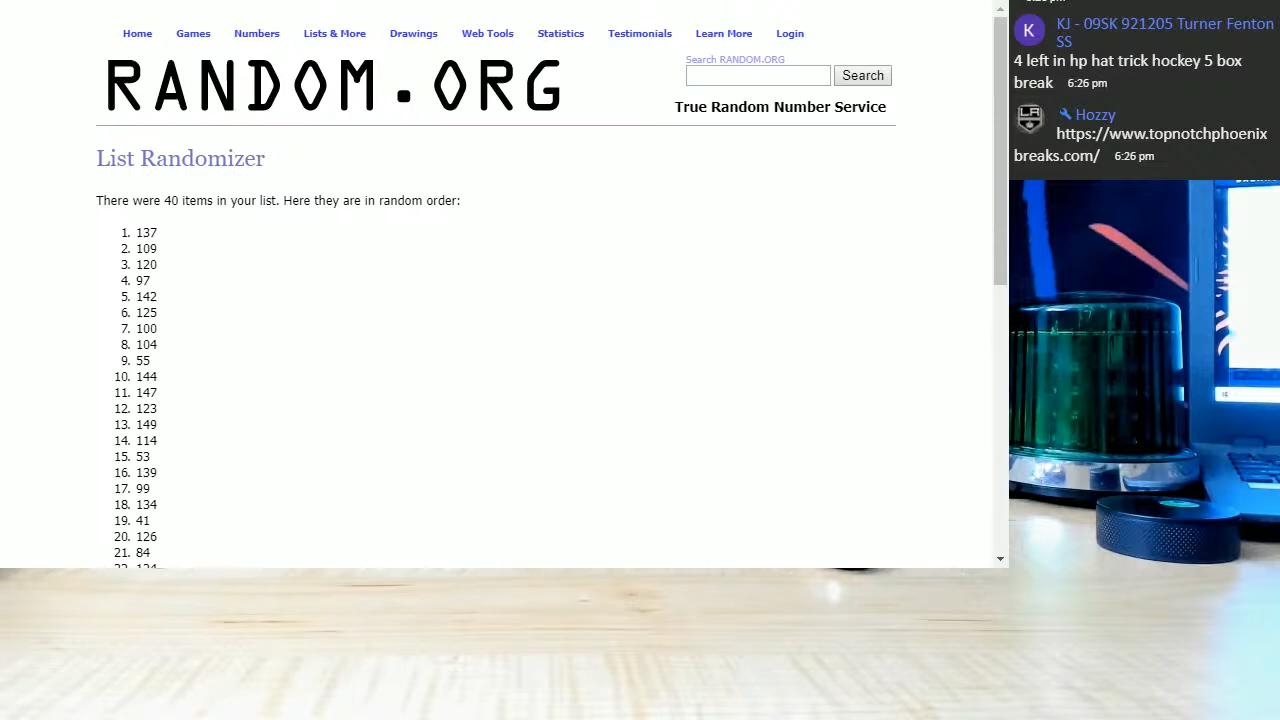 Home Games Numbers Lists & More Drawings Web Tools Statistics Testimonials Learn More Login
RANDOM.ORG
Search RANDOM.ORG
Search
True Random Number Service
List Randomizer
There were 40 items in your list. Here they are in random order:
1. 137
2. 109
3. 120
4. 97
5. 142
6. 125
7. 100
8. 104
9. 55
10. 144
11. 147
12. 123
13. 149
14. 114
15. 53
16. 139
17. 99
18. 134
19. 41
20. 126
21. 84
K KJ - 09SK 921205 Turner Fenton
SS
4 left in hp hat trick hockey 5 box
break 6:26 pm
LA Hozzy
https://www.topnotchphoenix
breaks.com/ 6:26 pm